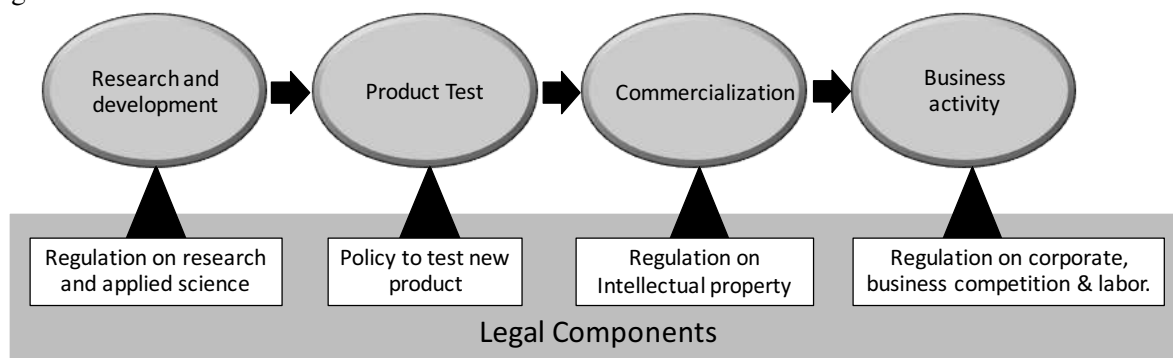 g
Research and
development
Product Test
Commercialization
Business
activity
Regulation on research
and applied science
Policy to test new
product
Regulation on
Intellectual property
Regulation on corporate,
business competition & labor.
Legal Components